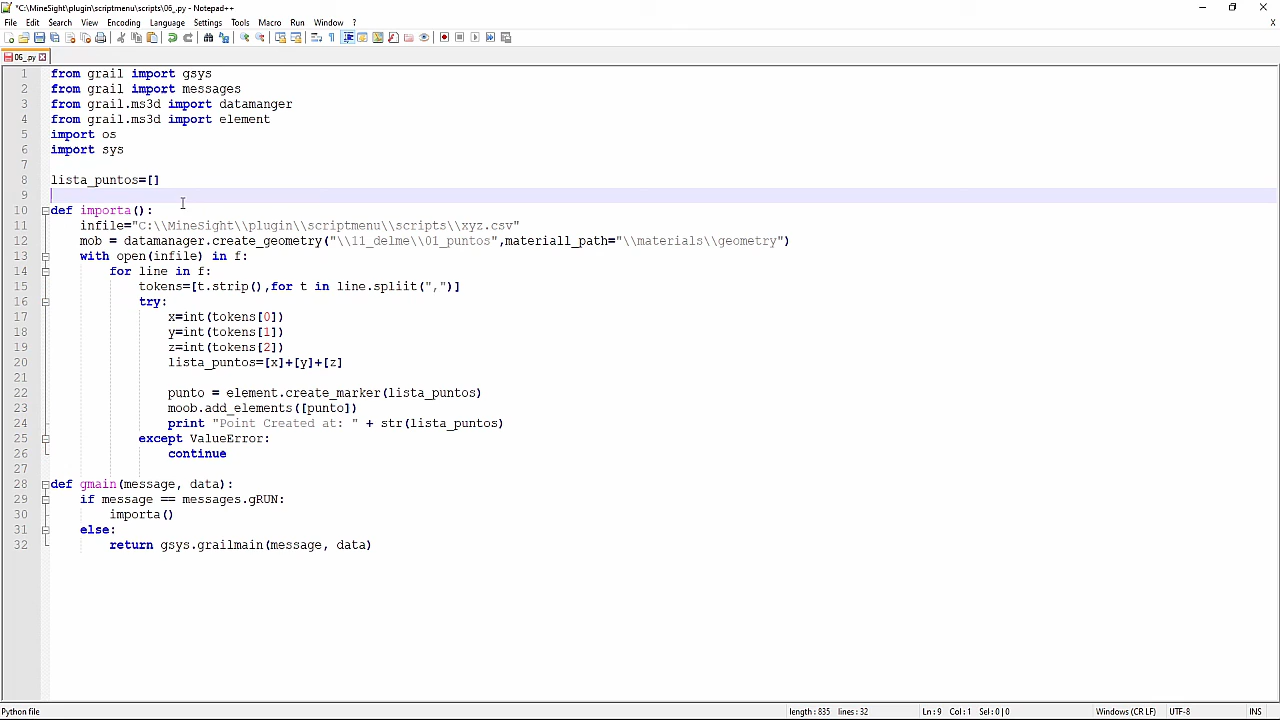 *C:\MineSight\plugin\scriptmenu\scripts\06_.py - Notepad++
File Edit Search View Encoding Language Settings Tools Macro Run Window ?
X
06_.py
1 from grail import gsys
2 from grail import messages
3 from grail.ms3d import datamanger
4 from grail.ms3d import element
5 import os
6 import sys
7
8 lista_puntos=[]
9
10 def importa():
11 infile="C:\\MineSight\\plugin\\scriptmenu\\scripts\\xyz.csv"
12 mob = datamanager.create_geometry("\\11_delme\\01_puntos",materiall_path="\\materials\\geometry")
13 with open(infile) in f:
14 for line in f:
15 tokens=[t.strip(),for t in line.spliit(",")]
16 try:
17 x=int(tokens[0])
18 y=int(tokens[1])
19 z=int(tokens[2])
20 lista_puntos=[x]+[y]+[z]
21
22 punto = element.create_marker(lista_puntos)
23 moob.add_elements([punto])
24 print "Point Created at: " + str(lista_puntos)
25 except ValueError:
26 continue
27
28 def gmain(message, data):
29 if message == messages.gRUN:
30 importa()
31 else:
32 return gsys.grailmain(message, data)
Python file length : 835 lines : 32 Ln : 9 Col : 1 Sel : 0 | 0 Windows (CR LF) UTF-8 INS